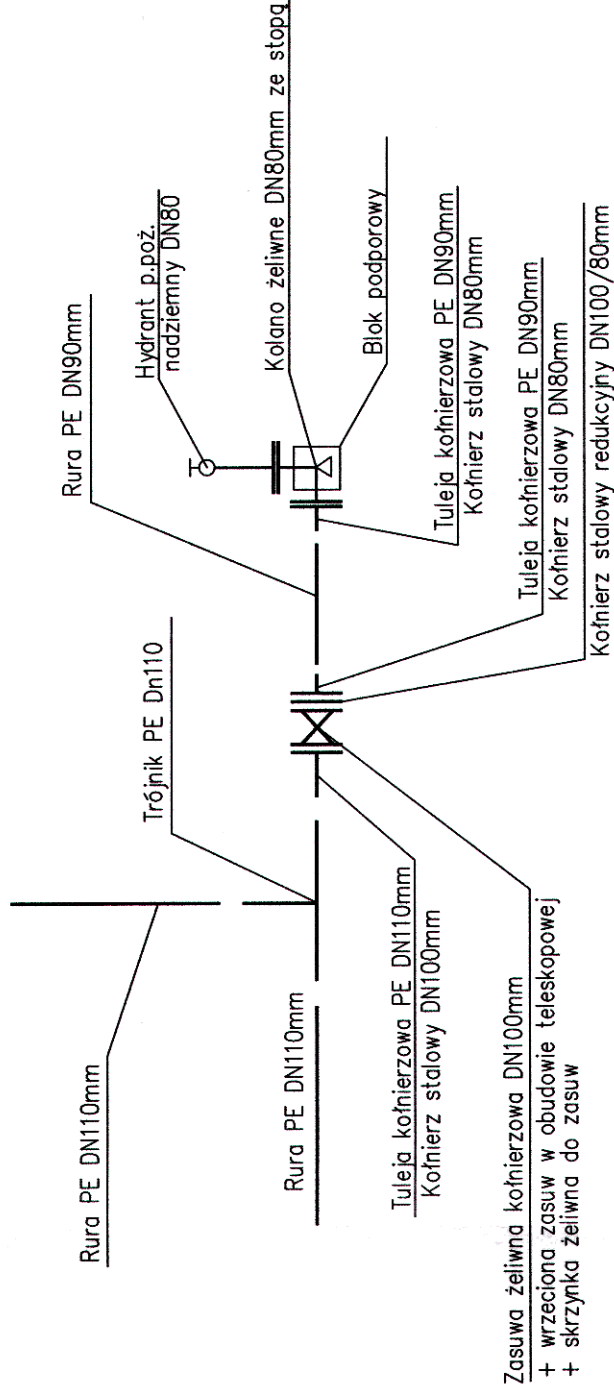 Rura PE DN110mm
Trójnik PE Dn110
Rura PE DN90mm
Hydrant p.poż.
nadziemny DN80
Kolano żeliwne DN80mm ze stopą
Blok podporowy
Tuleja kołnierzowa PE DN90mm
Kołnierz stalowy DN80mm
Tuleja kołnierzowa PE DN90mm
Kołnierz stalowy DN80mm
Kołnierz stalowy redukcyjny DN100/80mm
Rura PE DN110mm
Tuleja kołnierzowa PE DN110mm
Kołnierz stalowy DN100mm
Zasuwa żeliwna kołnierzowa DN100mm
+ wrzeciona zasuw w obudowie teleskopowej
+ skrzynka żeliwna do zasuw